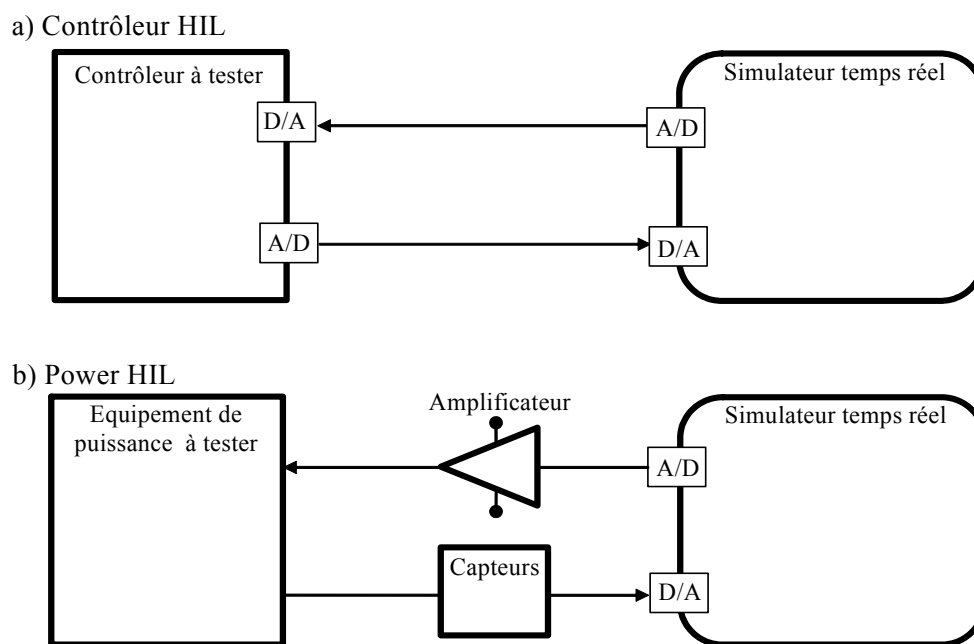 a) Contrôleur HIL
Contrôleur à tester
Simulateur temps réel
D/A
A/D
A/D
D/A
b) Power HIL
Equipement de
puissance à tester
Amplificateur
Simulateur temps réel
A/D
Capteurs
D/A